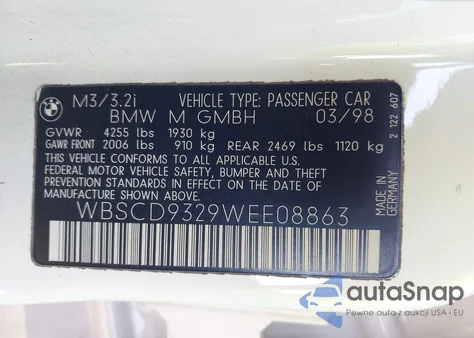 M3/3.2i VEHICLE TYPE: PASSENGER CAR
BMW M GMBH 03/98
GVWR 4255 lbs 1930 kg
GAWR FRONT 2006 lbs 910 kg GAWR REAR 2469 lbs 1120 kg
THIS VEHICLE CONFORMS TO ALL APPLICABLE U.S.
FEDERAL MOTOR VEHICLE SAFETY, BUMPER AND THEFT
PREVENTION STANDARDS IN EFFECT ON THE DATE OF
MANUFACTURE SHOWN ABOVE.
WBSCD9329WEE08863
MADE IN GERMANY
2 122 607
autoSnap
Pewne auta z aukcji USA - EU